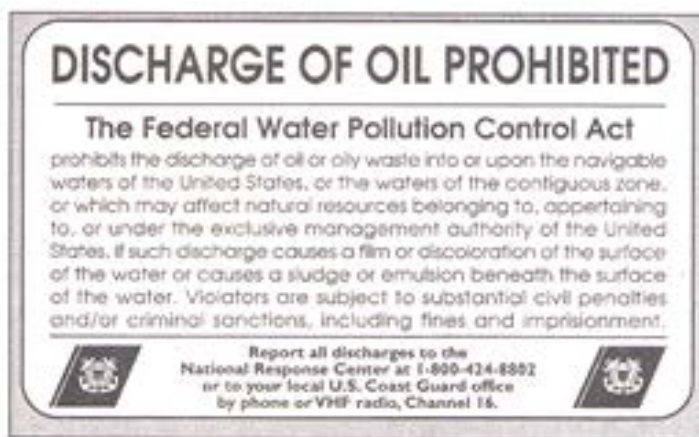 DISCHARGE OF OIL PROHIBITED
The Federal Water Pollution Control Act
prohibits the discharge of oil or oily waste into or upon the navigable
waters of the United States, or the waters of the contiguous zone,
or which may affect natural resources belonging to, appertaining
to, or under the exclusive management authority of the United
States, if such discharge causes a film or discoloration of the surface
of the water or causes a sludge or emulsion beneath the surface
of the water. Violators are subject to substantial civil penalties
and/or criminal sanctions, including fines and imprisionment.
Report all discharges to the
National Response Center at 1-800-424-8802
or to your local U.S. Coast Guard office
by phone or VHF radio, Channel 16.